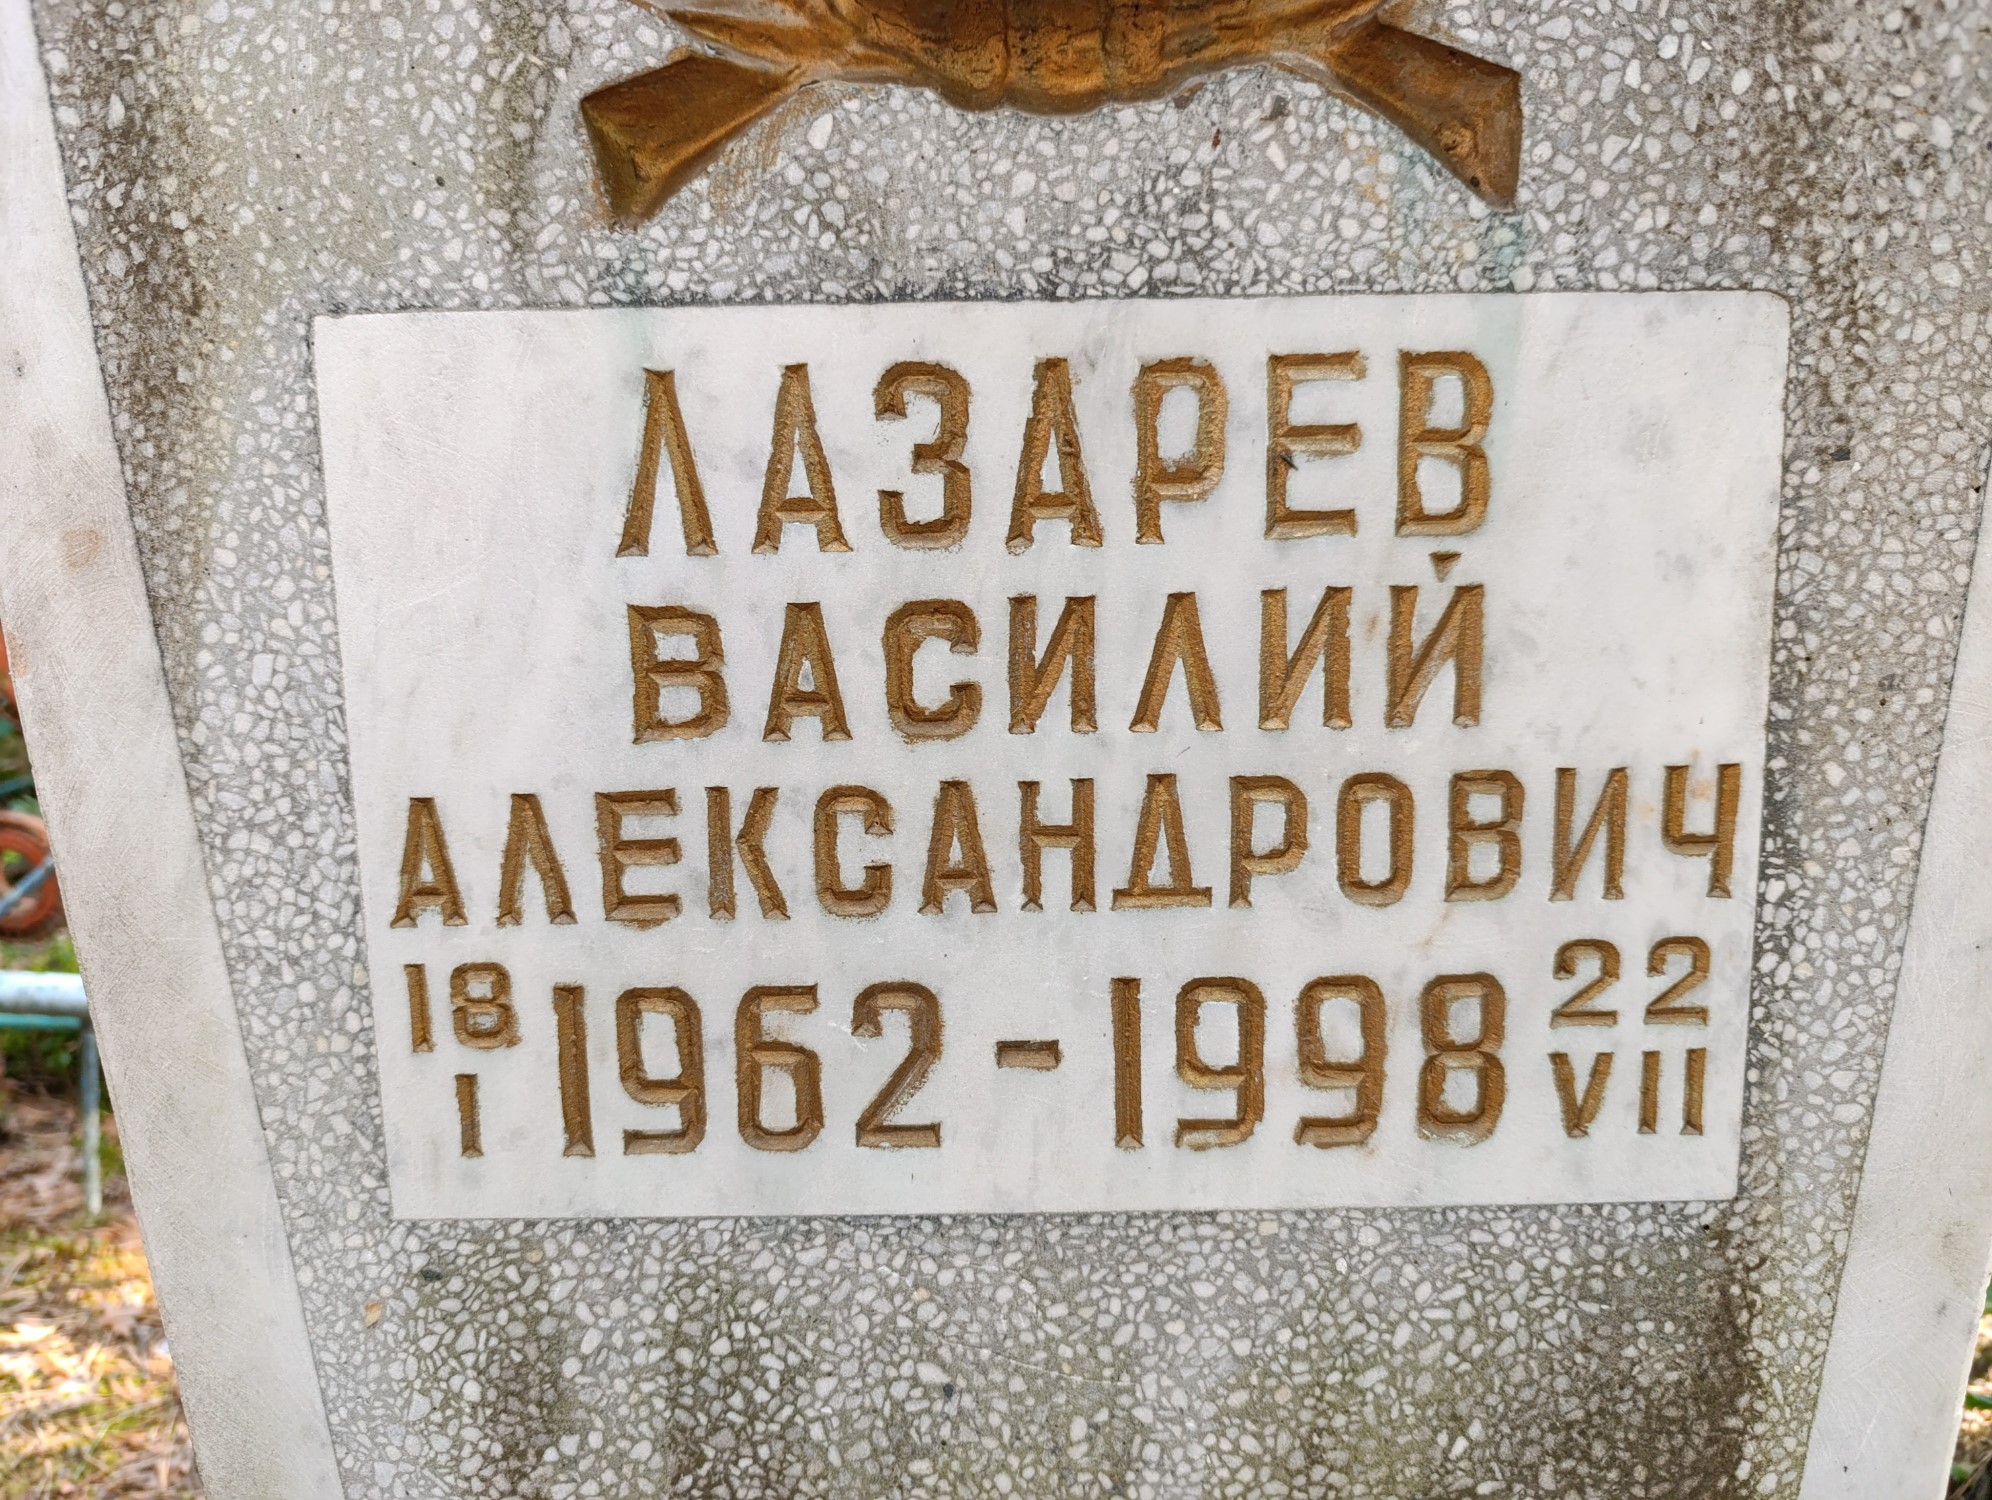 ЛАЗАРЕВ
ВАСИЛИЙ
АЛЕКСАНДРОВИЧ
18 I 1962 - 1998 22 VII